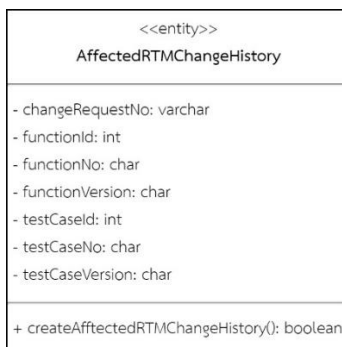 <<entity>>
AffectedRTMChangeHistory
- changeRequestNo: varchar
- functionId: int
- functionNo: char
- functionVersion: char
- testCaseId: int
- testCaseNo: char
- testCaseVersion: char
+ createAfftectedRTMChangeHistory(): boolean